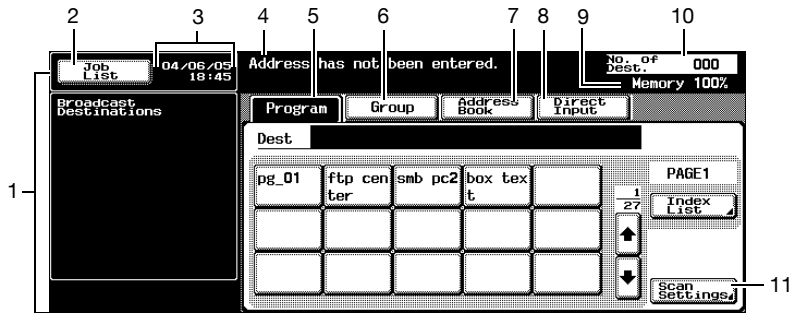 2
3
4
5
6
7
8
10
Job
List
04/06/05
18:45
Address has not been entered.
No. of
Dest.
000
9
Memory 100%
1
Broadcast
Destinations
Program
Group
Address
Book
Direct
Input
Dest
pg_01
ftp cen
ter
smb pc2
box tex
t
1
27
PAGE1
Index
List
Scan
Settings
11